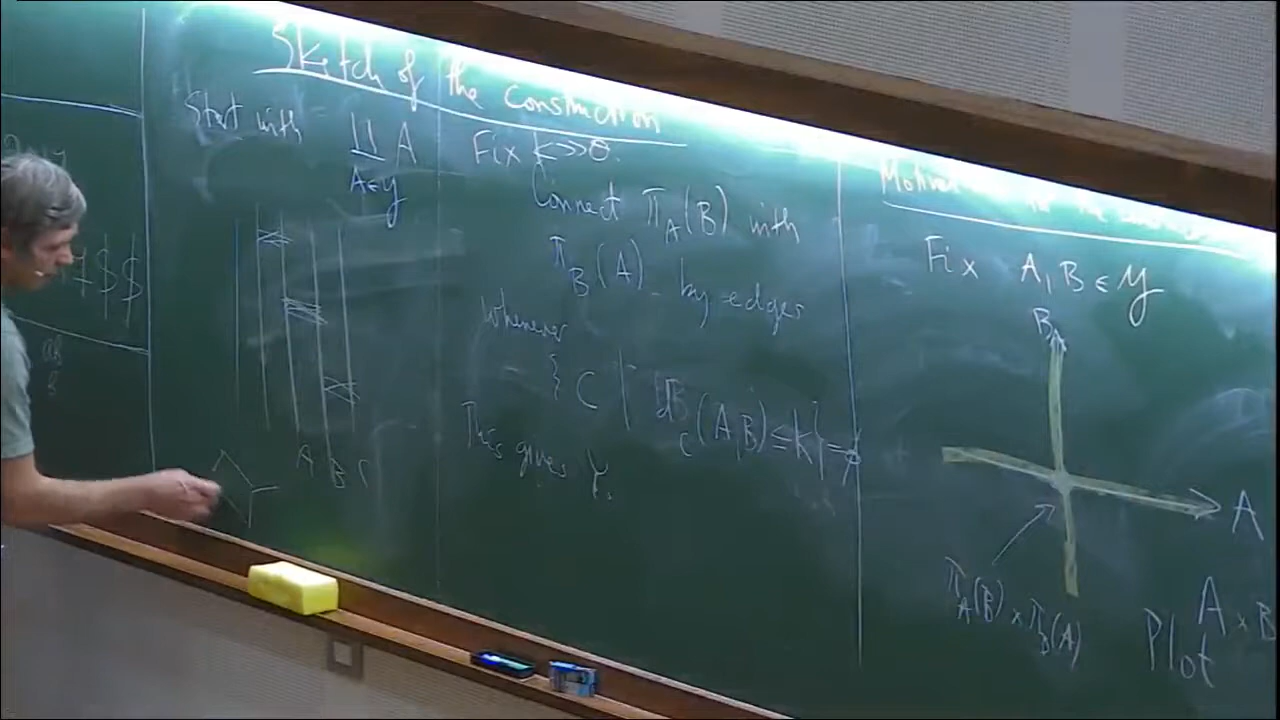 Sketch of the construction
Start with ∐ A
A∈Y
Fix K>>0.
Connect π_A(B) with
π_B(A) by edges
whenever
{ C | d_C(A,B) ≤ K } = ∅
This gives Y.
A B C
+$$
Fix A, B ∈ Y
B
A
π_A(B) × π_B(A)
Plot A × B